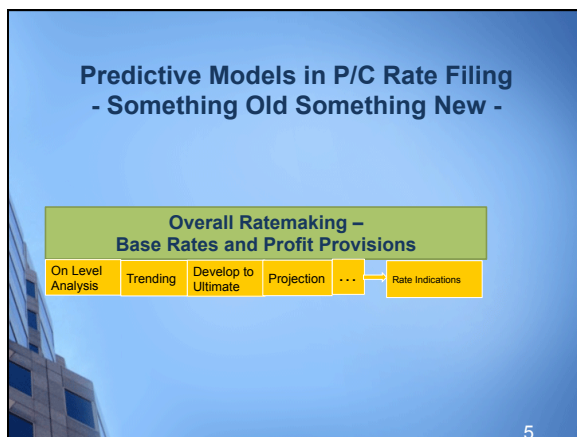 Predictive Models in P/C Rate Filing
- Something Old Something New -
Overall Ratemaking –
Base Rates and Profit Provisions
On Level
Analysis
Trending
Develop to
Ultimate
Projection
...
Rate Indications
5